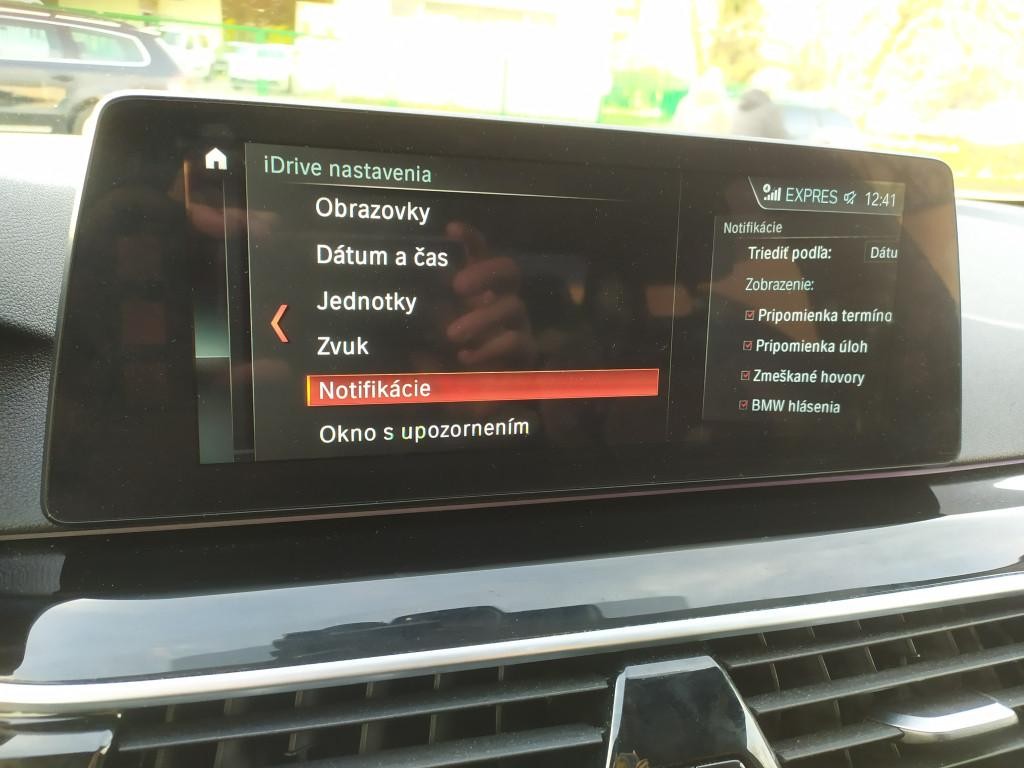 iDrive nastavenia
Obrazovky
Dátum a čas
Jednotky
Zvuk
Notifikácie
Okno s upozornením
EXPRES 12:41
Notifikácie
Triediť podľa: Dátu
Zobrazenie:
Pripomienka termíno
Pripomienka úloh
Zmeškané hovory
BMW hlásenia